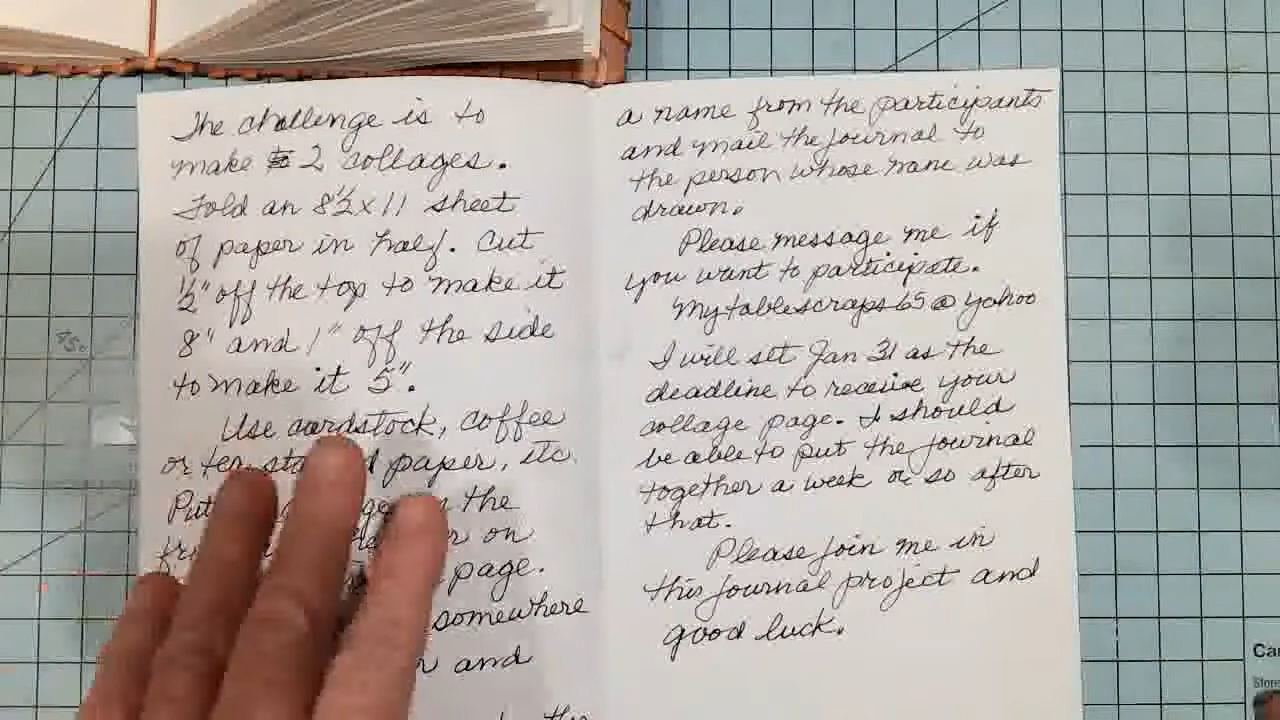 The challenge is to
make 2 collages.
Fold an 8½x11 sheet
of paper in half. Cut
½" off the top to make it
8" and 1" off the side
to make it 5".
Use cardstock, coffee
or paper, etc.
Put the
on
page.
somewhere
and
the
a name from the participants
and mail the journal to
the person whose name was
drawn.
Please message me if
you want to participate.
Mytablescraps65@yahoo
I will set Jan 31 as the
deadline to receive your
collage page. I should
be able to put the journal
together a week or so after
that.
Please join me in
this journal project and
good luck.